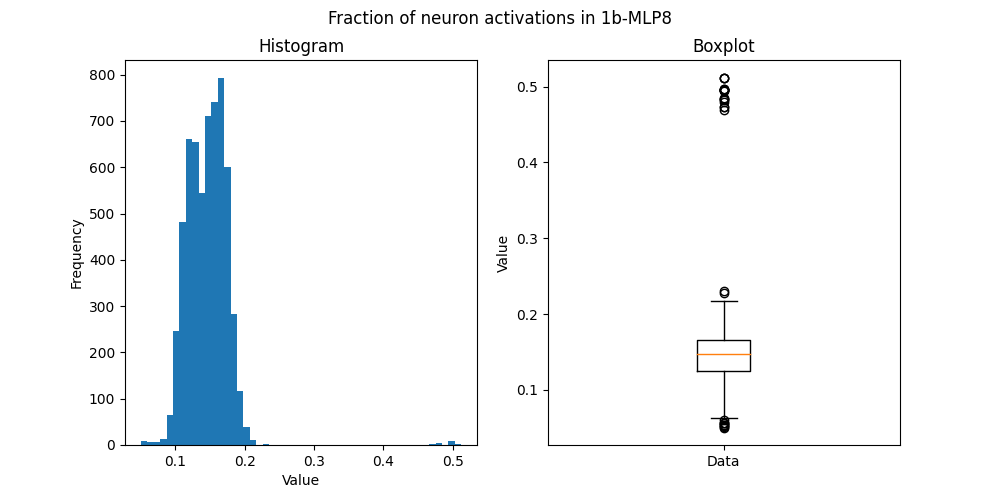 Fraction of neuron activations in 1b-MLP8
Histogram
Frequency
800
700
600
500
400
300
200
100
0
0.1 0.2 0.3 0.4 0.5
Value
Boxplot
Value
0.5
0.4
0.3
0.2
0.1
Data